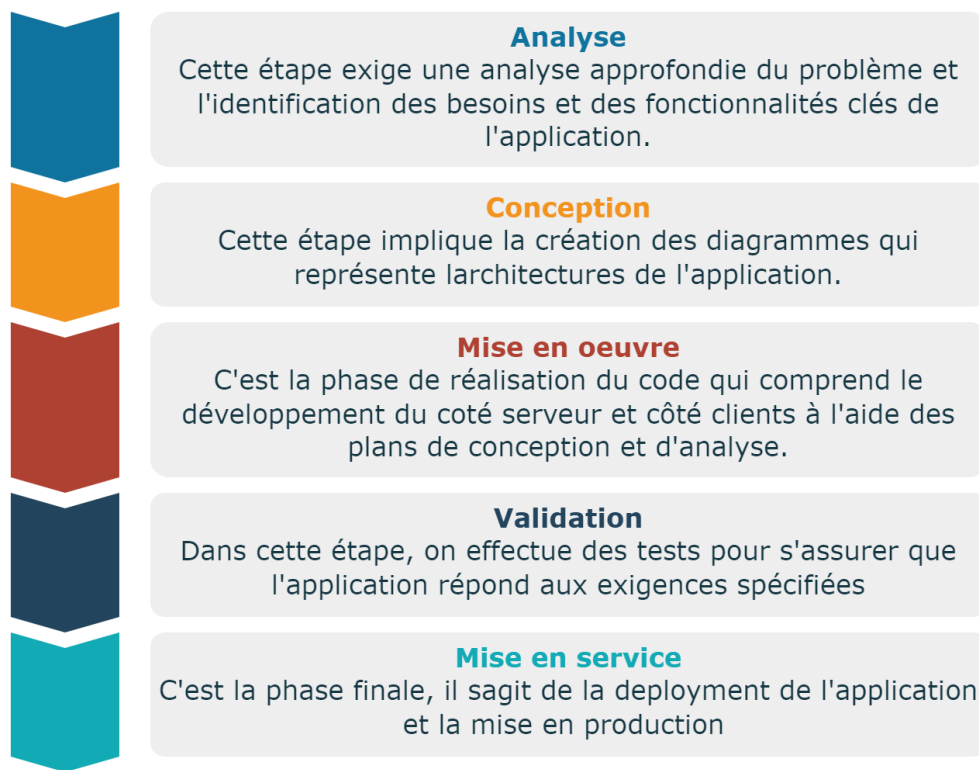 Analyse
Cette étape exige une analyse approfondie du problème et
l'identification des besoins et des fonctionnalités clés de
l'application.
Conception
Cette étape implique la création des diagrammes qui
représente larchitectures de l'application.
Mise en oeuvre
C'est la phase de réalisation du code qui comprend le
développement du coté serveur et côté clients à l'aide des
plans de conception et d'analyse.
Validation
Dans cette étape, on effectue des tests pour s'assurer que
l'application répond aux exigences spécifiées
Mise en service
C'est la phase finale, il sagit de la deployment de l'application
et la mise en production